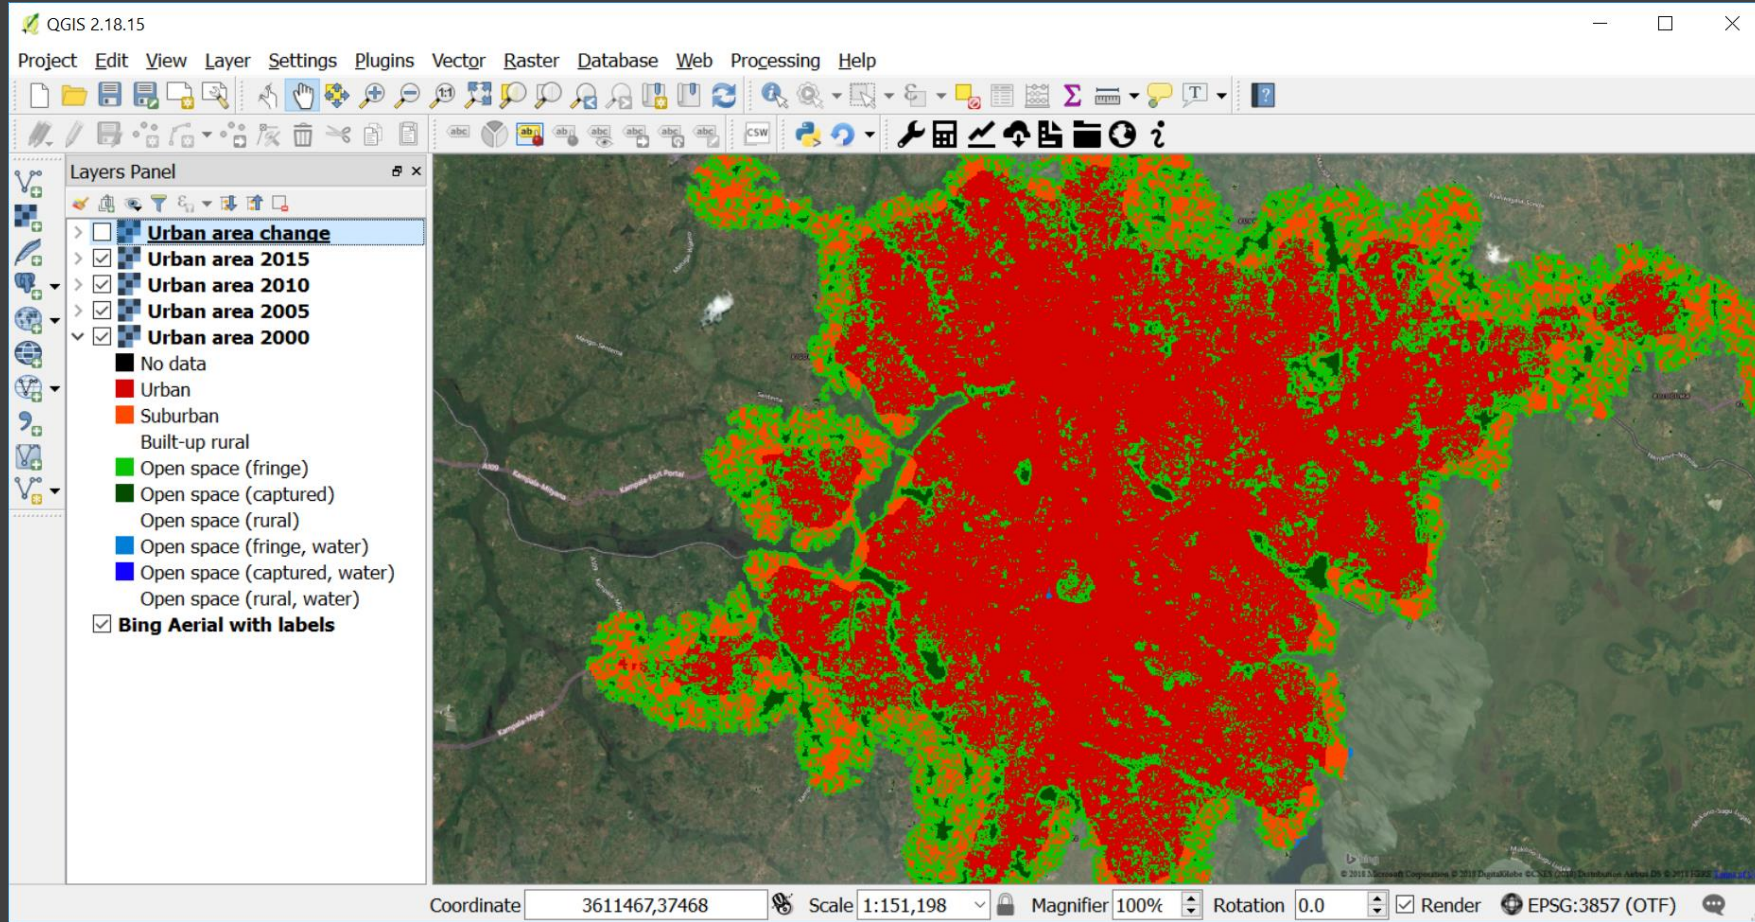 QGIS 2.18.15
Project Edit View Layer Settings Plugins Vector Raster Database Web Processing Help
Layers Panel
Urban area change
Urban area 2015
Urban area 2010
Urban area 2005
Urban area 2000
No data
Urban
Suburban
Built-up rural
Open space (fringe)
Open space (captured)
Open space (rural)
Open space (fringe, water)
Open space (captured, water)
Open space (rural, water)
Bing Aerial with labels
abc
CSW
Coordinate 3611467,37468 Scale 1:151,198 Magnifier 100% Rotation 0.0 Render EPSG:3857 (OTF)